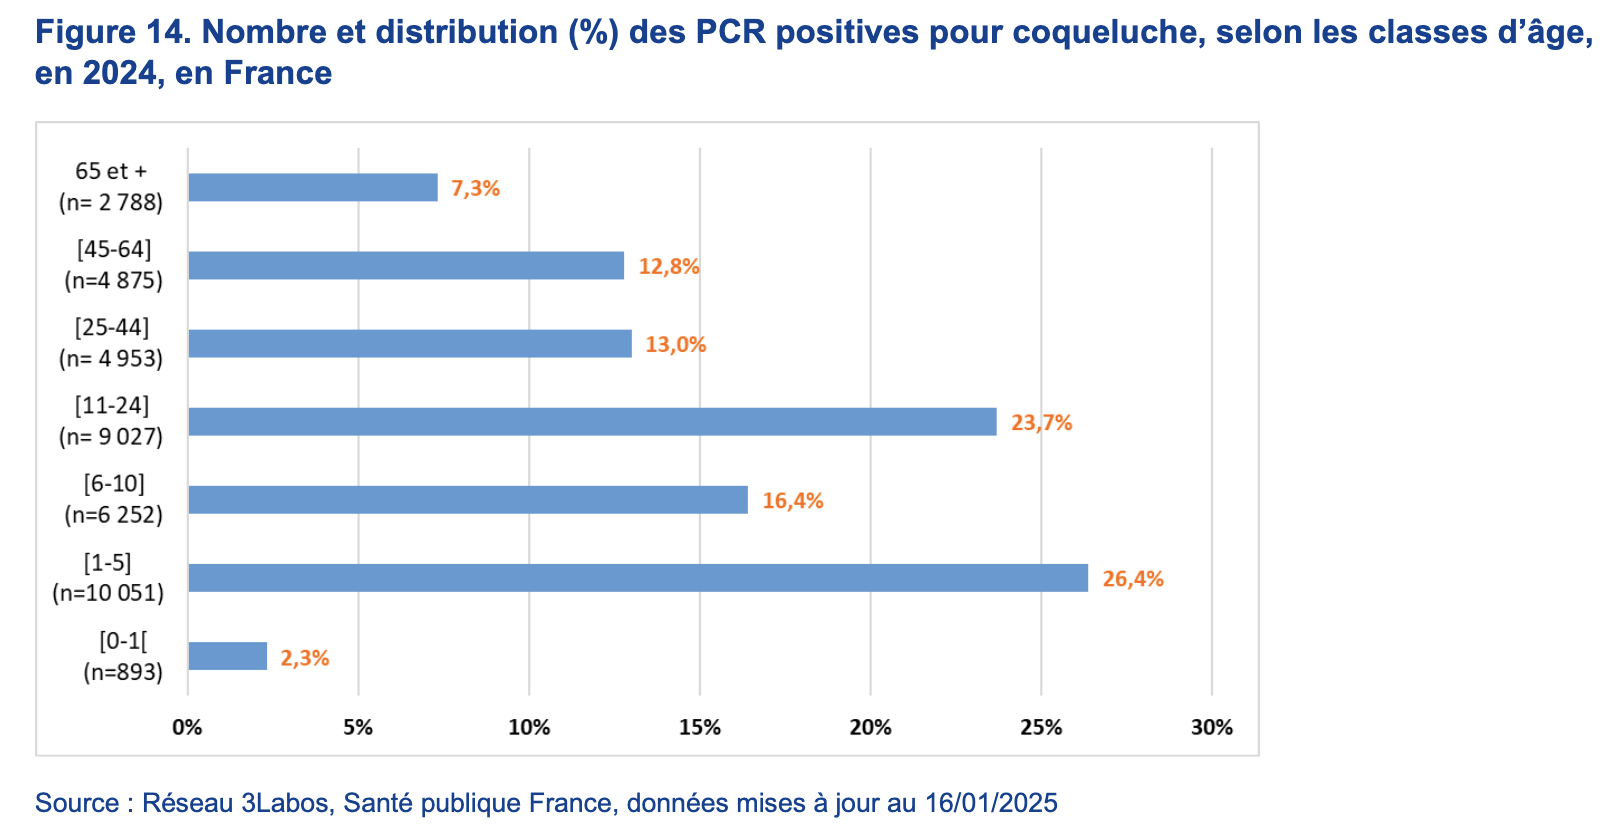 Figure 14. Nombre et distribution (%) des PCR positives pour coqueluche, selon les classes d’âge,
en 2024, en France
65 et +
(n= 2 788)
7,3%
[45-64]
(n=4 875)
12,8%
[25-44]
(n= 4 953)
13,0%
[11-24]
(n= 9 027)
23,7%
[6-10]
(n=6 252)
16,4%
[1-5]
(n=10 051)
26,4%
[0-1[
(n=893)
2,3%
0% 5% 10% 15% 20% 25% 30%
Source : Réseau 3Labos, Santé publique France, données mises à jour au 16/01/2025